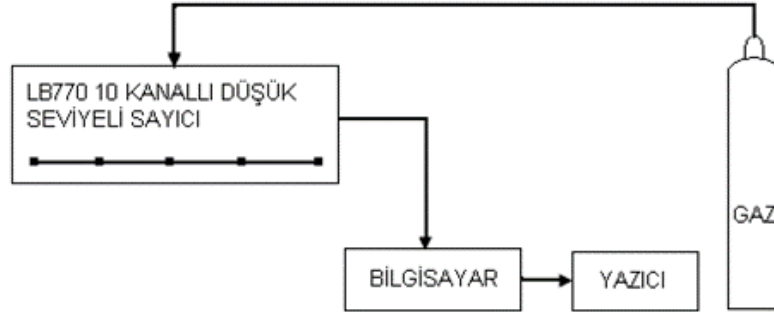 LB770 10 KANALLI DÜŞÜK
SEVİYELİ SAYICI
GAZ
BİLGİSAYAR
YAZICI